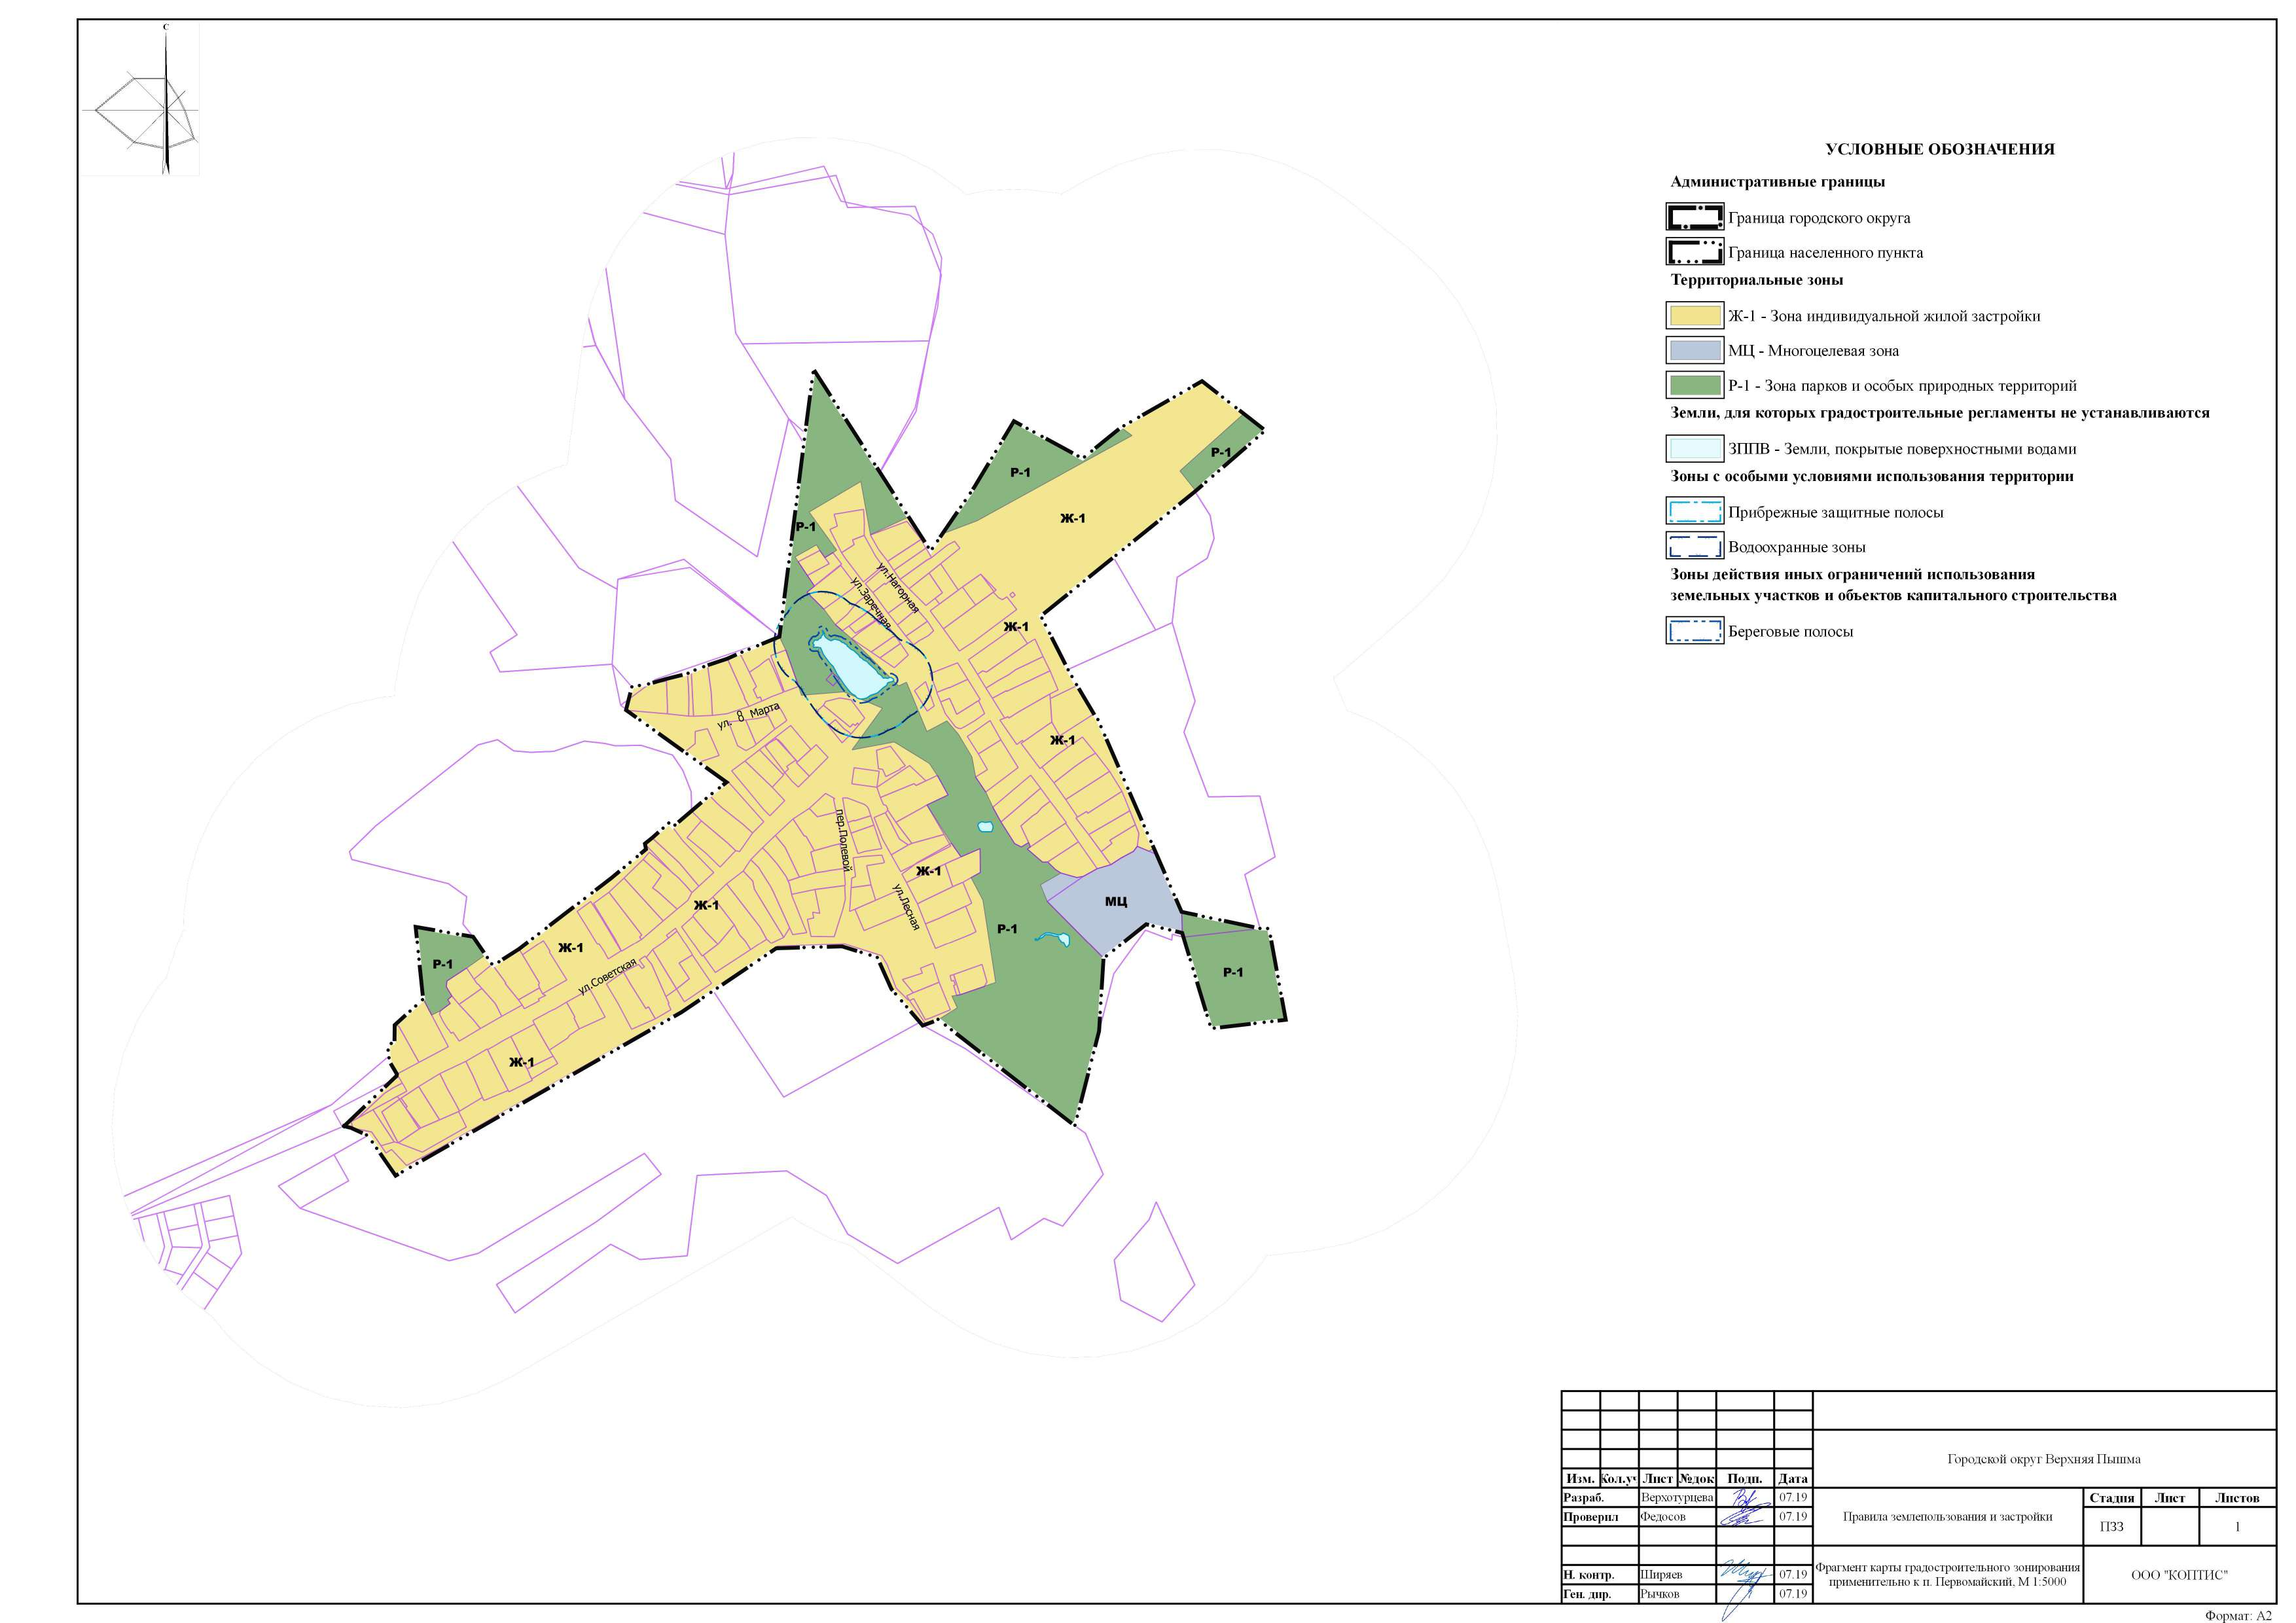 С
УСЛОВНЫЕ ОБОЗНАЧЕНИЯ
Административные границы
Граница городского округа
Граница населенного пункта
Территориальные зоны
Ж-1 - Зона индивидуальной жилой застройки
МЦ - Многоцелевая зона
Р-1 - Зона парков и особых природных территорий
Земли, для которых градостроительные регламенты не устанавливаются
ЗППВ - Земли, покрытые поверхностными водами
Зоны с особыми условиями использования территории
Прибрежные защитные полосы
Водоохранные зоны
Зоны действия иных ограничений использования
земельных участков и объектов капитального строительства
Береговые полосы
Р-1
Р-1
Ж-1
Р-1
ул.Нагорная
ул.Заречная
Ж-1
ул. 8 Марта
Ж-1
пер.Полевой
Ж-1
ул.Лесная
МЦ
Ж-1
Р-1
Ж-1
Р-1
Р-1
ул.Советская
Ж-1
Изм. Кол.уч Лист №док Подп. Дата
Разраб. Верхотурцева 07.19
Проверил Федосов 07.19
Н. контр. Ширяев 07.19
Ген. дир. Рычков 07.19
Городской округ Верхняя Пышма
Правила землепользования и застройки
Стадия Лист Листов
ПЗЗ 1
Фрагмент карты градостроительного зонирования
применительно к п. Первомайский, М 1:5000
ООО "КОПТИС"
Формат: А2